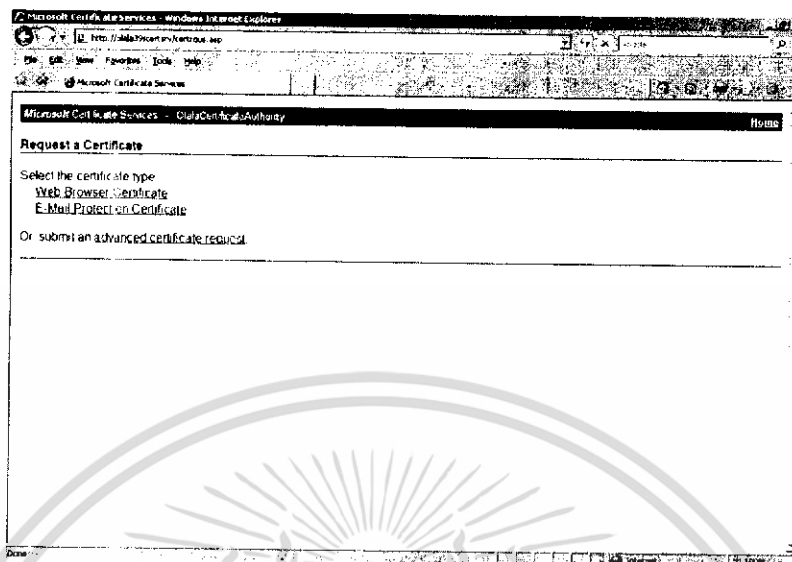 Microsoft Certificate Services - Windows Internet Explorer
File Edit View Favorites Tools Help
Microsoft Certificate Services
Microsoft Certificate Services - OlalaCertificateAuthority
Home
Request a Certificate
Select the certificate type
Web Browser Certificate
E-Mail Protection Certificate
Or, submit an advanced certificate request.
Done